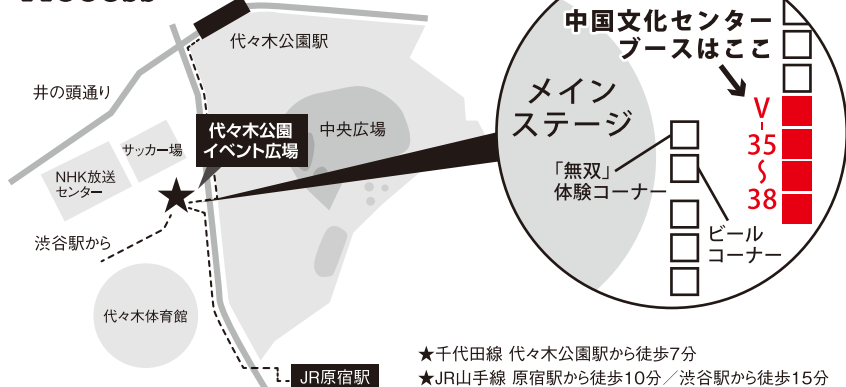 Access
代々木公園駅
井の頭通り
サッカー場
代々木公園
イベント広場
中央広場
NHK放送
センター
渋谷駅から
代々木体育館
JR原宿駅
中国文化センター
ブースはここ
メイン
ステージ
V-35〜38
「無双」
体験コーナー
ビール
コーナー
★千代田線 代々木公園駅から徒歩7分
★JR山手線 原宿駅から徒歩10分／渋谷駅から徒歩15分